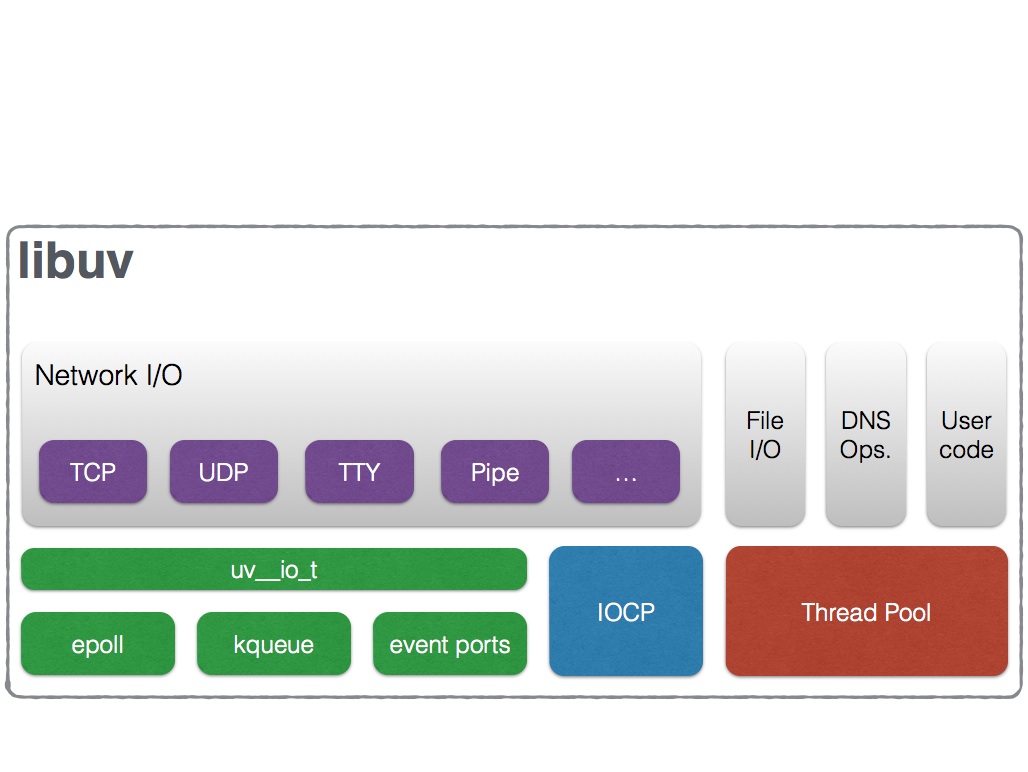 libuv
Network I/O
TCP
UDP
TTY
Pipe
...
File
I/O
DNS
Ops.
User
code
uv__io_t
epoll
kqueue
event ports
IOCP
Thread Pool